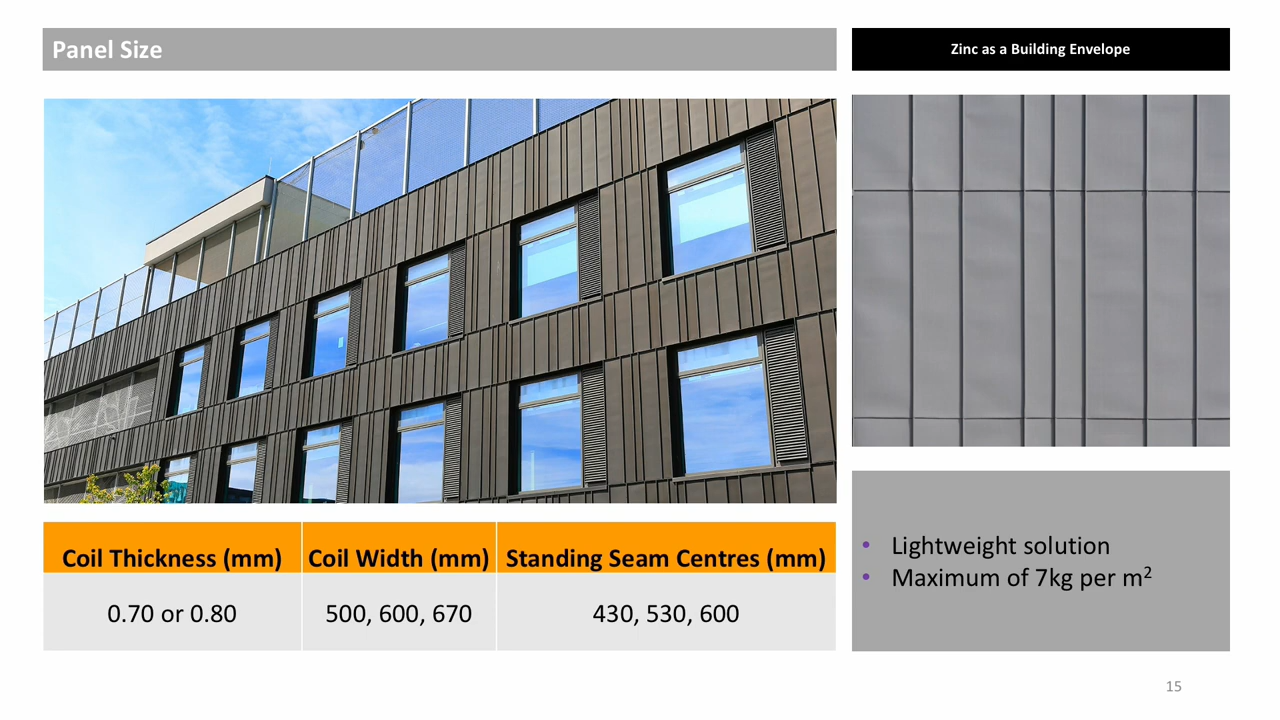 Panel Size
Zinc as a Building Envelope
Coil Thickness (mm) Coil Width (mm) Standing Seam Centres (mm)
0.70 or 0.80 500, 600, 670 430, 530, 600
• Lightweight solution
• Maximum of 7kg per m²
15